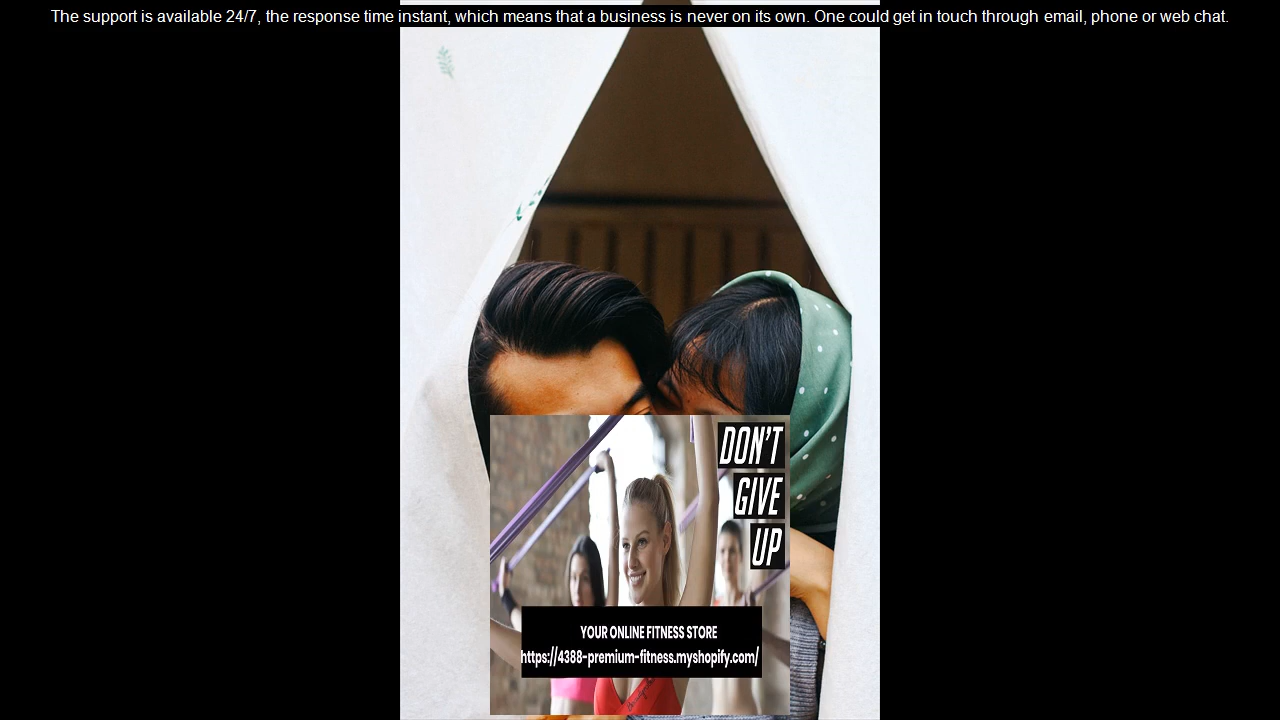 The support is available 24/7, the response time instant, which means that a business is never on its own. One could get in touch through email, phone or web chat.
DON'T
GIVE
UP
YOUR ONLINE FITNESS STORE
https://4388-premium-fitness.myshopify.com/